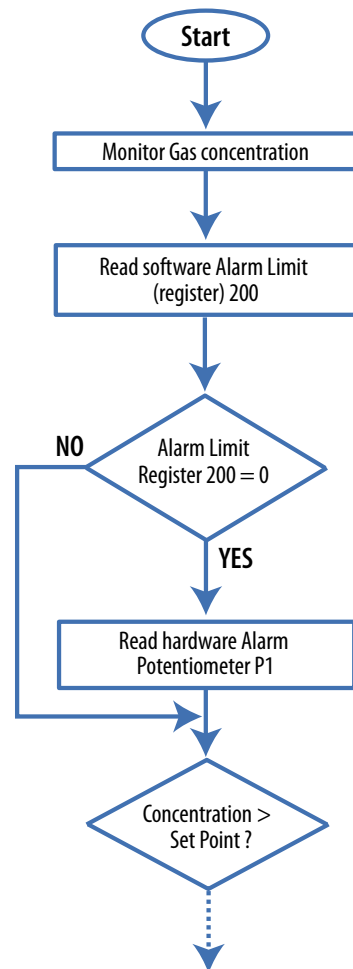 Start
Monitor Gas concentration
Read software Alarm Limit
(register) 200
NO
Alarm Limit
Register 200 = 0
YES
Read hardware Alarm
Potentiometer P1
Concentration >
Set Point ?